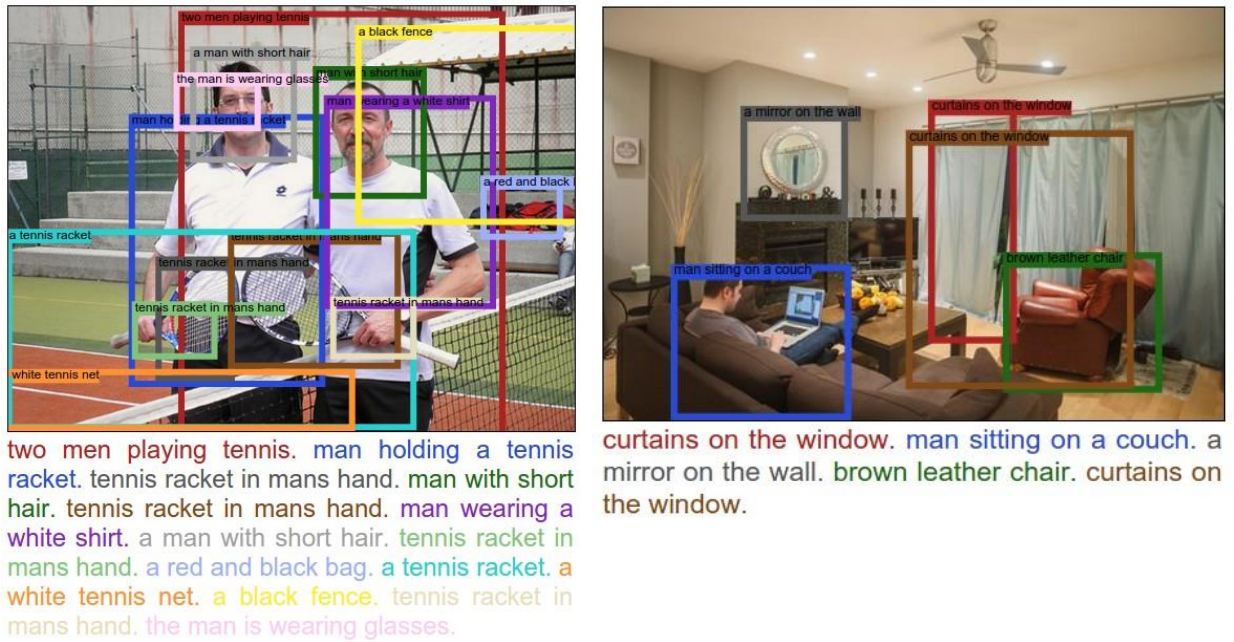 two men playing tennis
a black fence
a man with short hair
man with short hair
the man is wearing glasses
man wearing a white shirt
man holding a tennis racket
a red and black
a tennis racket
tennis racket in mans hand
tennis racket in mans hand
tennis racket in mans hand
tennis racket in mans hand
white tennis net
curtains on the window
a mirror on the wall
curtains on the window
brown leather chair
man sitting on a couch
two men playing tennis. man holding a tennis
racket. tennis racket in mans hand. man with short
hair. tennis racket in mans hand. man wearing a
white shirt. a man with short hair. tennis racket in
mans hand. a red and black bag. a tennis racket. a
white tennis net. a black fence. tennis racket in
mans hand. the man is wearing glasses.
curtains on the window. man sitting on a couch. a
mirror on the wall. brown leather chair. curtains on
the window.